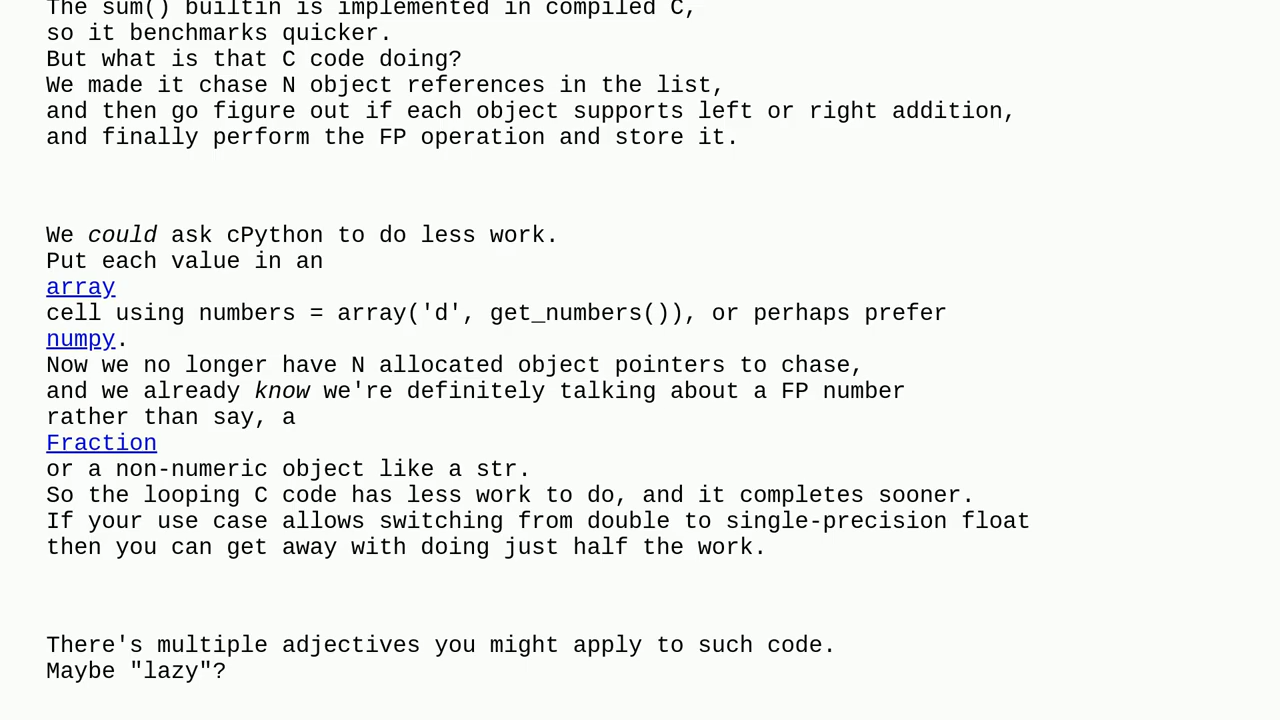 The sum() builtin is implemented in compiled C,
so it benchmarks quicker.
But what is that C code doing?
We made it chase N object references in the list,
and then go figure out if each object supports left or right addition,
and finally perform the FP operation and store it.
We could ask cPython to do less work.
Put each value in an
array
cell using numbers = array('d', get_numbers()), or perhaps prefer
numpy.
Now we no longer have N allocated object pointers to chase,
and we already know we're definitely talking about a FP number
rather than say, a
Fraction
or a non-numeric object like a str.
So the looping C code has less work to do, and it completes sooner.
If your use case allows switching from double to single-precision float
then you can get away with doing just half the work.
There's multiple adjectives you might apply to such code.
Maybe "lazy"?